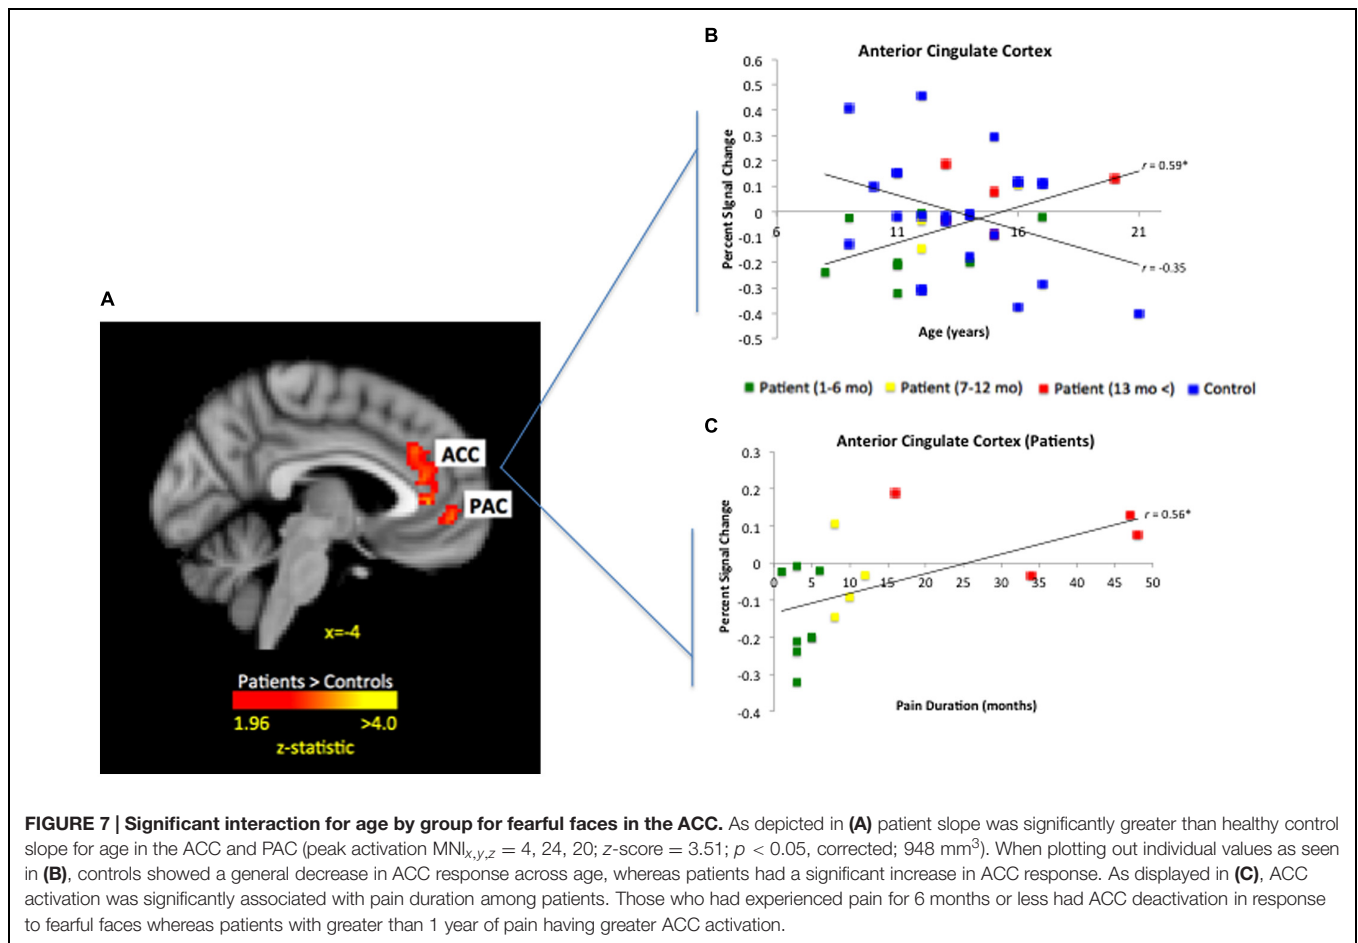 A
ACC
PAC
x=-4
Patients > Controls
1.96 >4.0
z-statistic
B
Anterior Cingulate Cortex
Percent Signal Change
0.6
0.5
0.4
0.3
0.2
0.1
0
-0.1
-0.2
-0.3
-0.4
-0.5
6 11 16 21
r = 0.59*
r = -0.35
Age (years)
Patient (1-6 mo) Patient (7-12 mo) Patient (13 mo <) Control
C
Anterior Cingulate Cortex (Patients)
Percent Signal Change
0.3
0.2
0.1
0
-0.1
-0.2
-0.3
-0.4
0 5 10 15 20 25 30 35 40 45 50
r = 0.56*
Pain Duration (months)
FIGURE 7 | Significant interaction for age by group for fearful faces in the ACC. As depicted in (A) patient slope was significantly greater than healthy control
slope for age in the ACC and PAC (peak activation MNIx,y,z = 4, 24, 20; z-score = 3.51; p < 0.05, corrected; 948 mm³). When plotting out individual values as seen
in (B), controls showed a general decrease in ACC response across age, whereas patients had a significant increase in ACC response. As displayed in (C), ACC
activation was significantly associated with pain duration among patients. Those who had experienced pain for 6 months or less had ACC deactivation in response
to fearful faces whereas patients with greater than 1 year of pain having greater ACC activation.